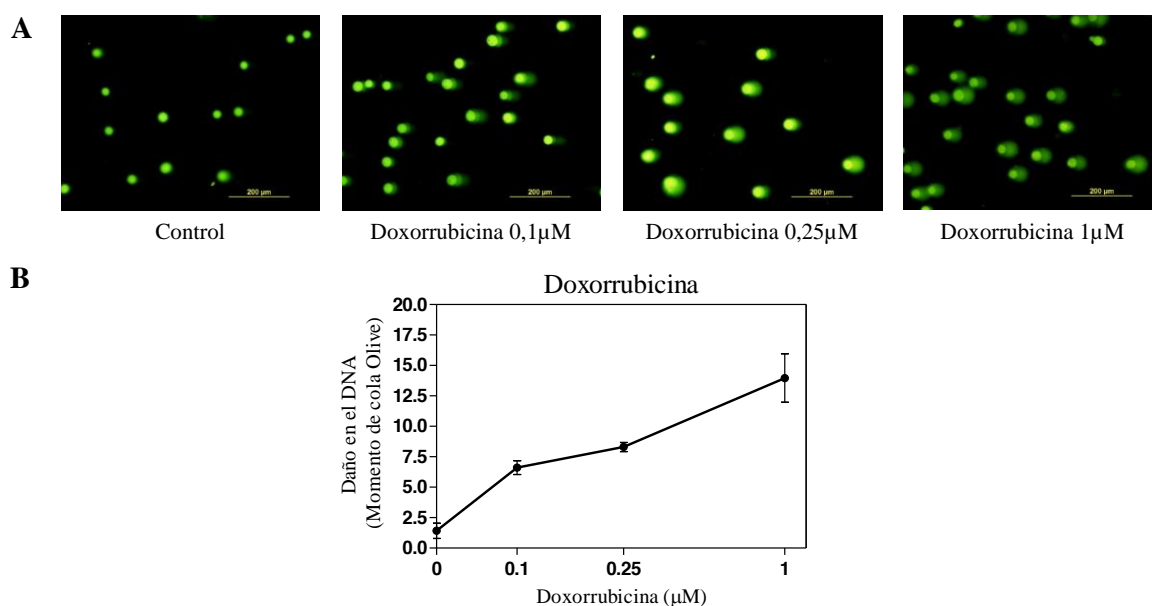 A
200 µm
200 µm
200 µm
200 µm
Control
Doxorrubicina 0,1µM
Doxorrubicina 0,25µM
Doxorrubicina 1µM
B
Doxorrubicina
Daño en el DNA
(Momento de cola Olive)
20.0
17.5
15.0
12.5
10.0
7.5
5.0
2.5
0.0
0
0.1
0.25
1
Doxorrubicina (µM)